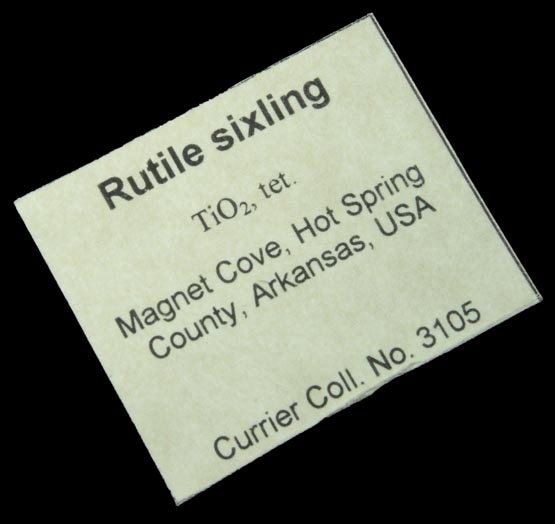 Rutile sixling
TiO₂, tet.
Magnet Cove, Hot Spring
County, Arkansas, USA
Currier Coll. No. 3105